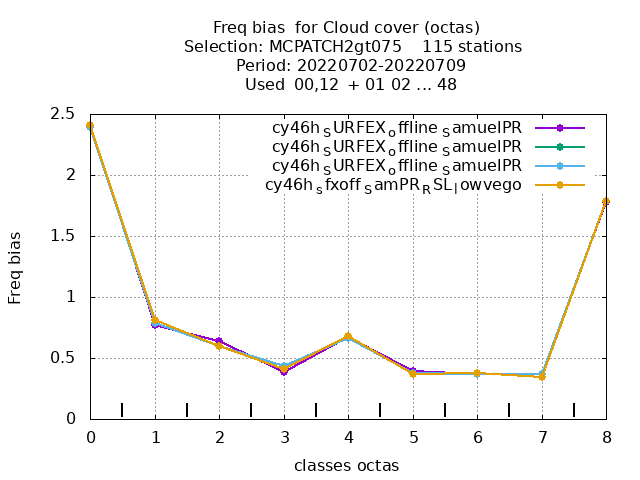 Freq bias  for Cloud cover (octas)
Selection: MCPATCH2gt075    115 stations
Period: 20220702-20220709
Used  00,12  + 01 02 ... 48
2.5
2
1.5
1
0.5
0
Freq bias
cy46h_SURFEX_offline_SamuelPR
cy46h_SURFEX_offline_SamuelPR
cy46h_SURFEX_offline_SamuelPR
cy46h_sfxoff_SamPR_RSL_lowvego
0 1 2 3 4 5 6 7 8
classes octas